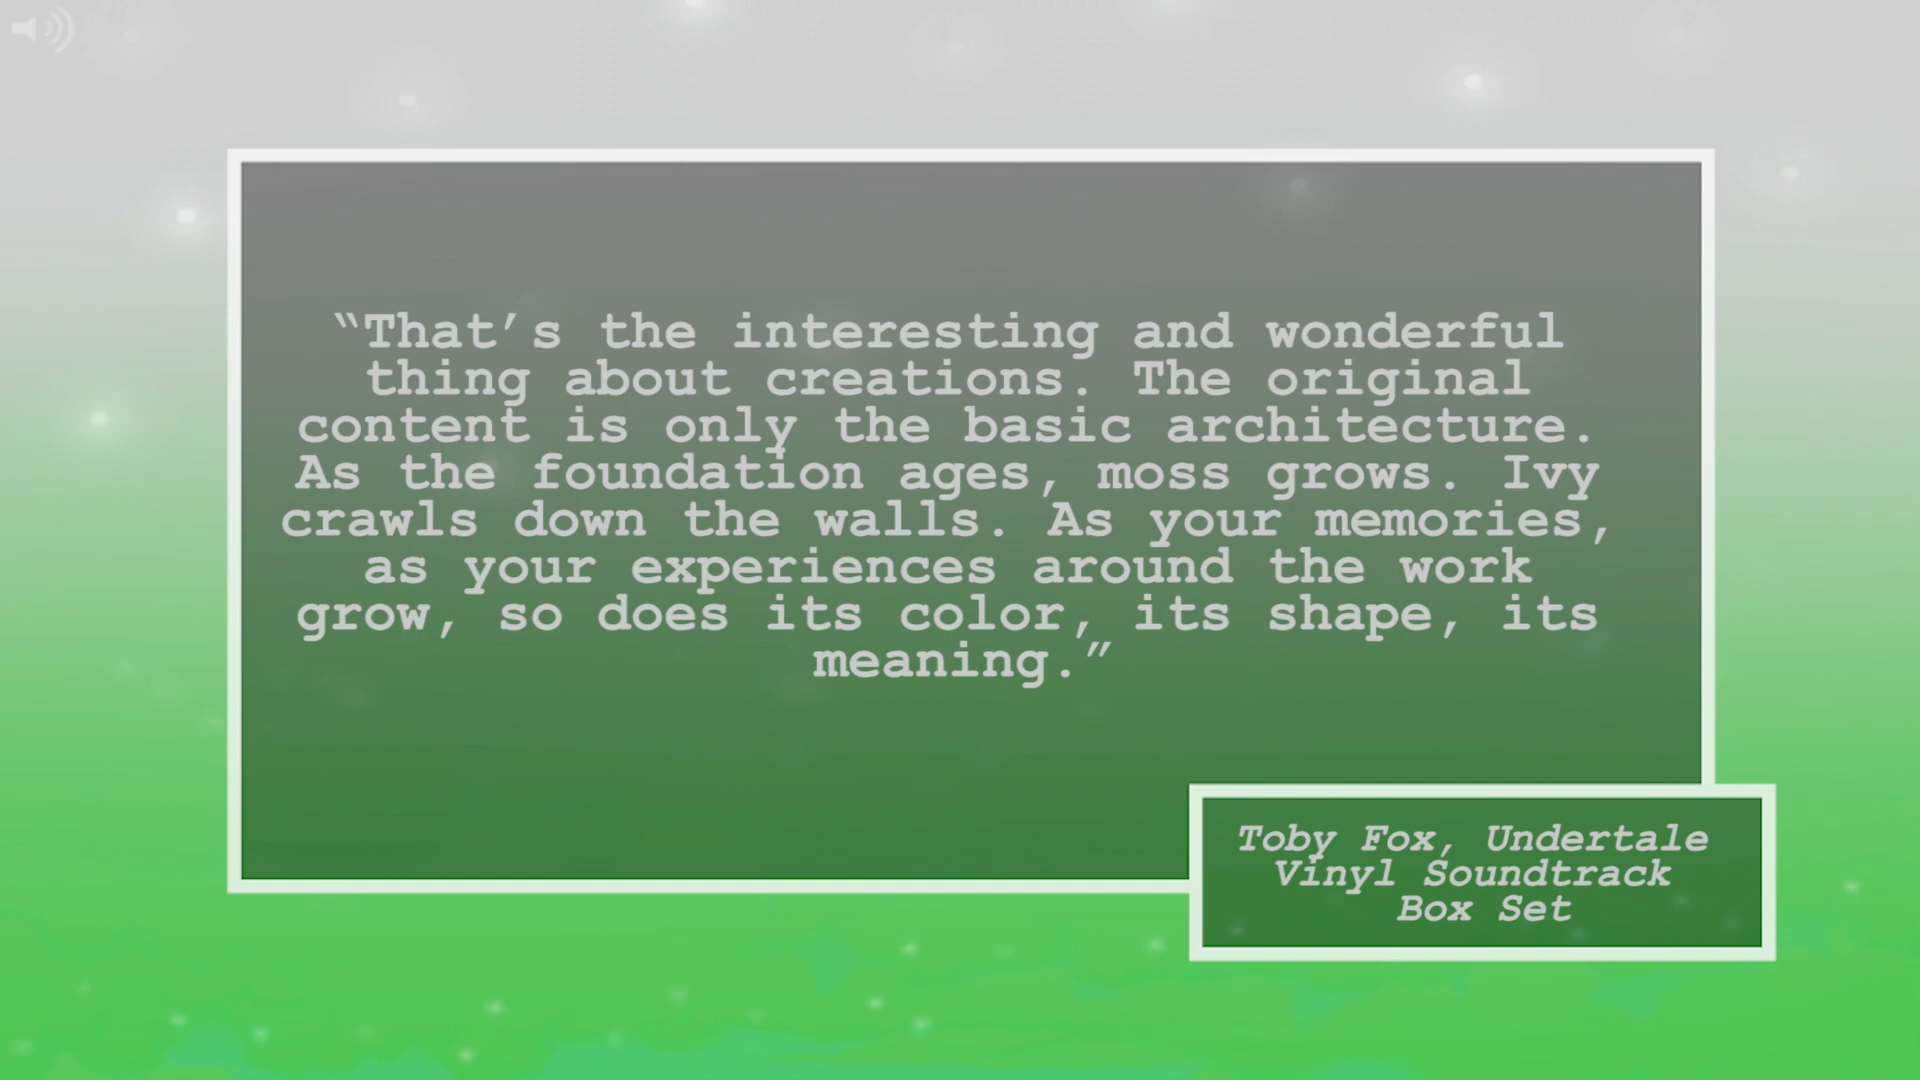 “That’s the interesting and wonderful
thing about creations. The original
content is only the basic architecture.
As the foundation ages, moss grows. Ivy
crawls down the walls. As your memories,
as your experiences around the work
grow, so does its color, its shape, its
meaning.”
Toby Fox, Undertale
Vinyl Soundtrack
Box Set